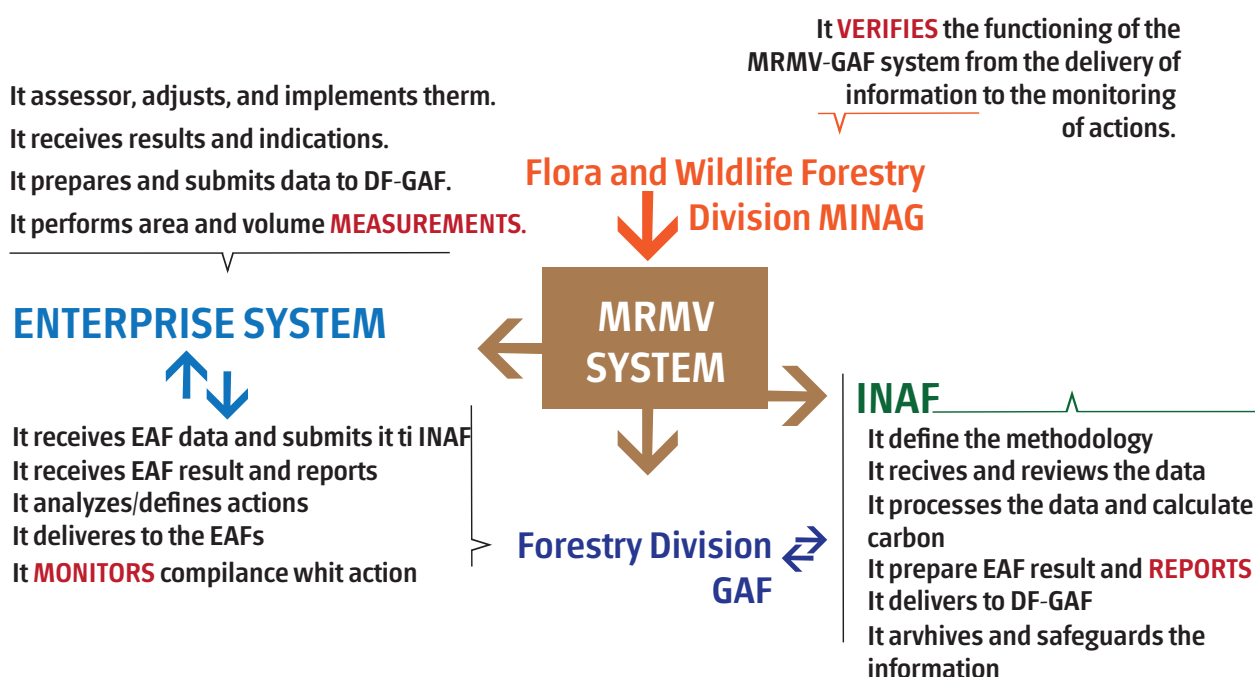 It VERIFIES the functioning of the
MRMV-GAF system from the delivery of
information to the monitoring
of actions.
It assessor, adjusts, and implements therm.
It receives results and indications.
It prepares and submits data to DF-GAF.
It performs area and volume MEASUREMENTS.
Flora and Wildlife Forestry
Division MINAG
ENTERPRISE SYSTEM
MRMV
SYSTEM
INAF
It receives EAF data and submits it ti INAF
It receives EAF result and reports
It analyzes/defines actions
It deliveres to the EAFs
It MONITORS compilance whit action
Forestry Division
GAF
It define the methodology
It recives and reviews the data
It processes the data and calculate
carbon
It prepare EAF result and REPORTS
It delivers to DF-GAF
It arvhives and safeguards the
information